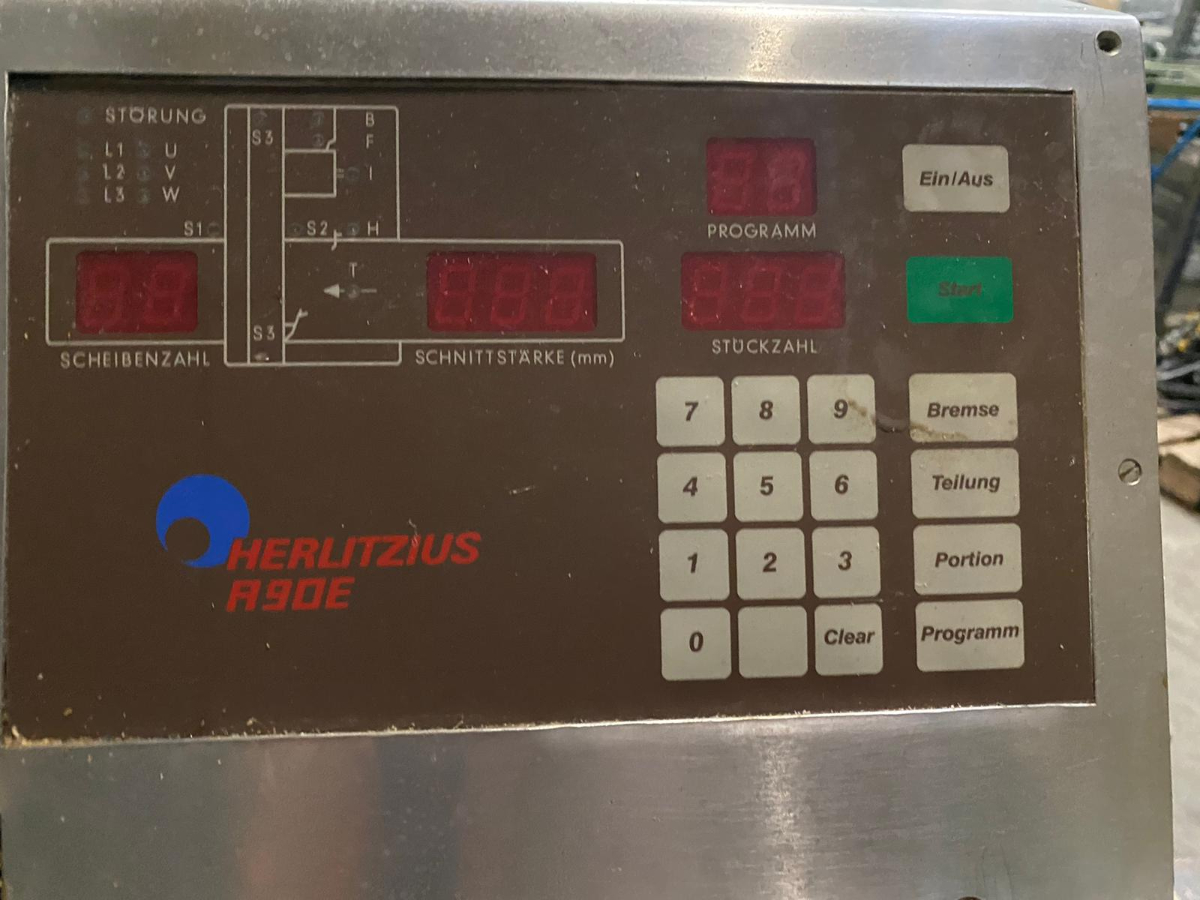 STÖRUNG
L1 U
L2 V
L3 W
S3
B
F
I
S1
S2
H
T
S3
SCHEIBENZAHL
SCHNITTSTÄRKE (mm)
PROGRAMM
STÜCKZAHL
Ein/Aus
Start
7 8 9 Bremse
4 5 6 Teilung
1 2 3 Portion
0 Clear Programm
HERLITZIUS
A90E